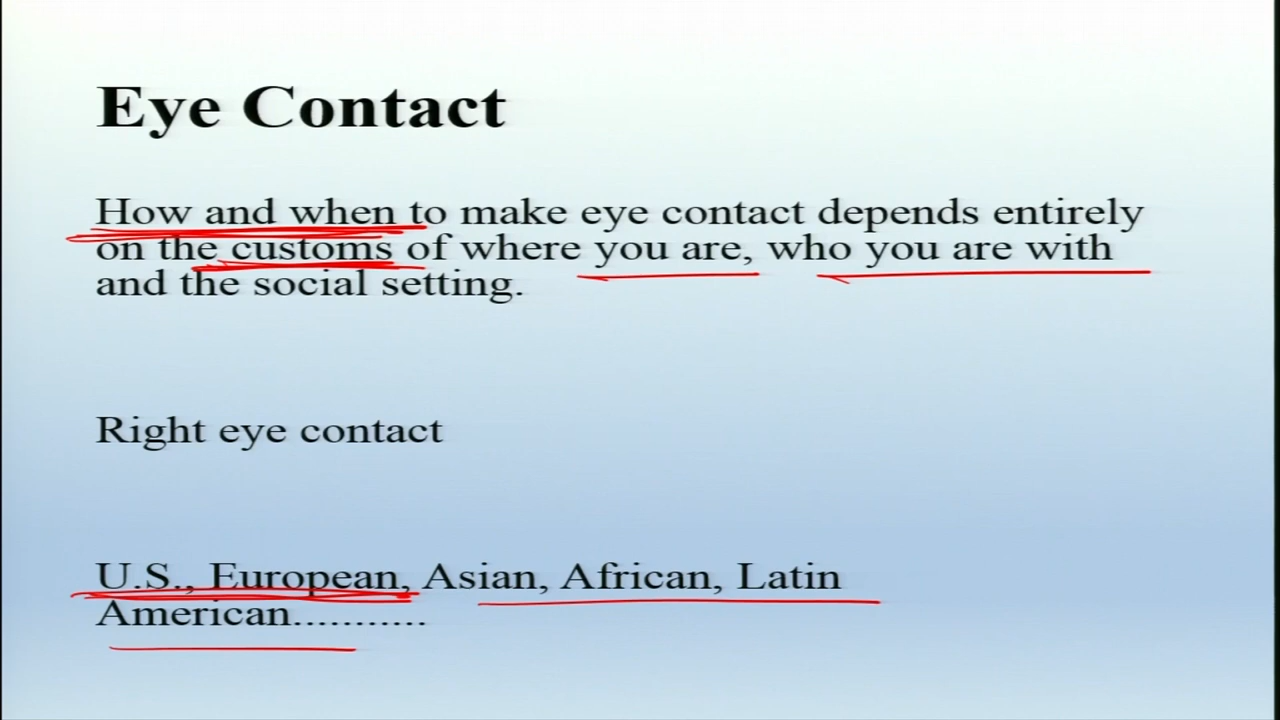 Eye Contact
How and when to make eye contact depends entirely
on the customs of where you are, who you are with
and the social setting.
Right eye contact
U.S., European, Asian, African, Latin
American...........